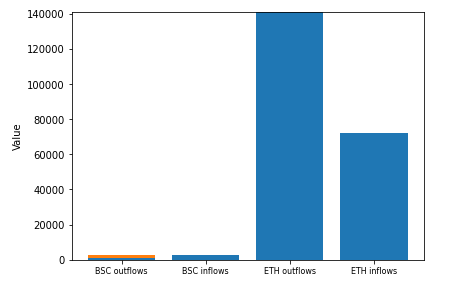 140000
120000
100000
80000
60000
40000
20000
0
Value
BSC outflows
BSC inflows
ETH outflows
ETH inflows